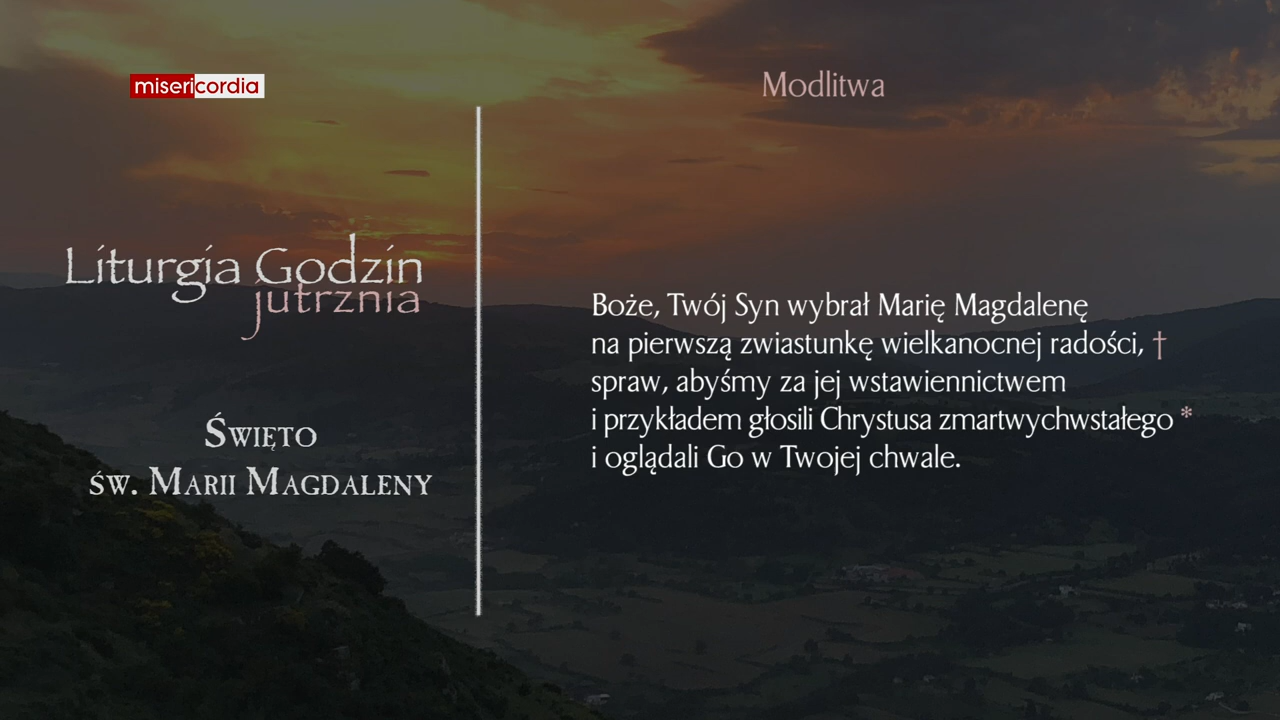 misericordia
Liturgia Godzin
jutrznia
Święto
św. Marii Magdaleny
Modlitwa
Boże, Twój Syn wybrał Marię Magdalenę
na pierwszą zwiastunkę wielkanocnej radości, †
spraw, abyśmy za jej wstawiennictwem
i przykładem głosili Chrystusa zmartwychwstałego *
i oglądali Go w Twojej chwale.